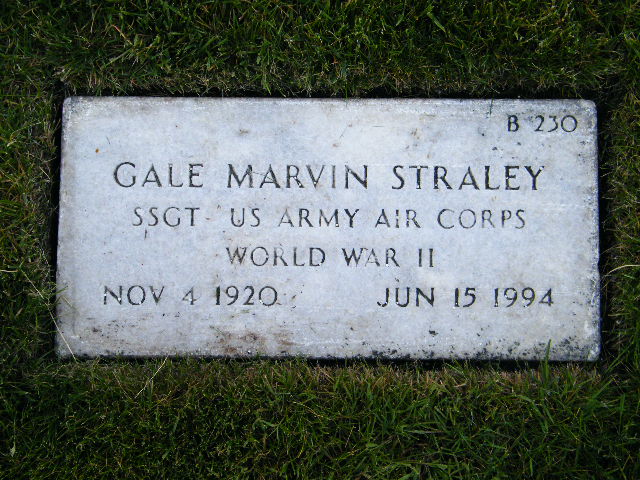 B 230
GALE MARVIN STRALEY
SSGT US ARMY AIR CORPS
WORLD WAR II
NOV 4 1920 JUN 15 1994